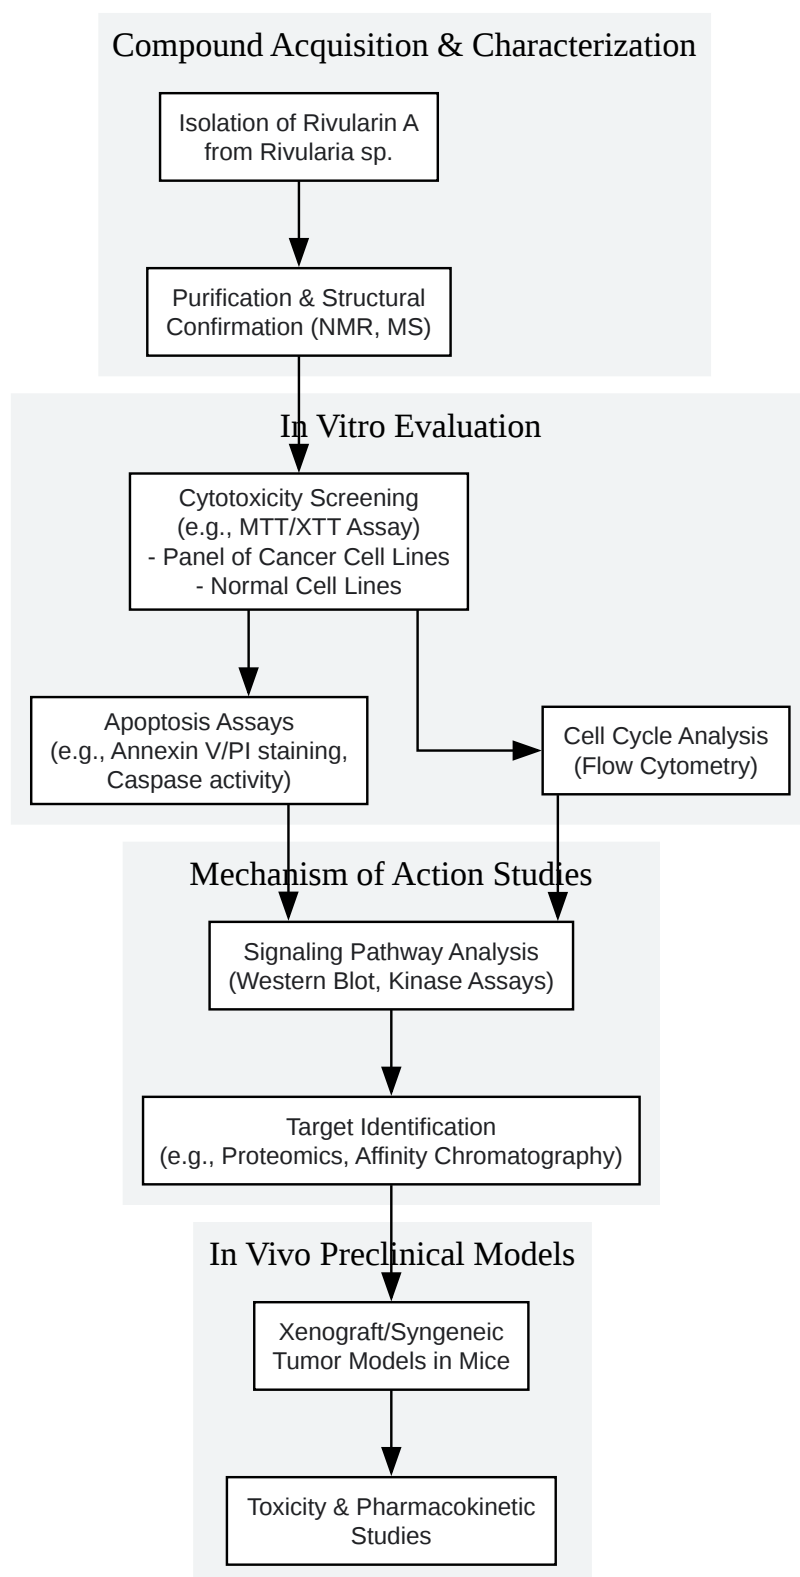 Compound Acquisition & Characterization
Isolation of Rivularin A
from Rivularia sp.
Purification & Structural
Confirmation (NMR, MS)
In Vitro Evaluation
Cytotoxicity Screening
(e.g., MTT/XTT Assay)
- Panel of Cancer Cell Lines
- Normal Cell Lines
Apoptosis Assays
(e.g., Annexin V/PI staining,
Caspase activity)
Cell Cycle Analysis
(Flow Cytometry)
Mechanism of Action Studies
Signaling Pathway Analysis
(Western Blot, Kinase Assays)
Target Identification
(e.g., Proteomics, Affinity Chromatography)
In Vivo Preclinical Models
Xenograft/Syngeneic
Tumor Models in Mice
Toxicity & Pharmacokinetic
Studies